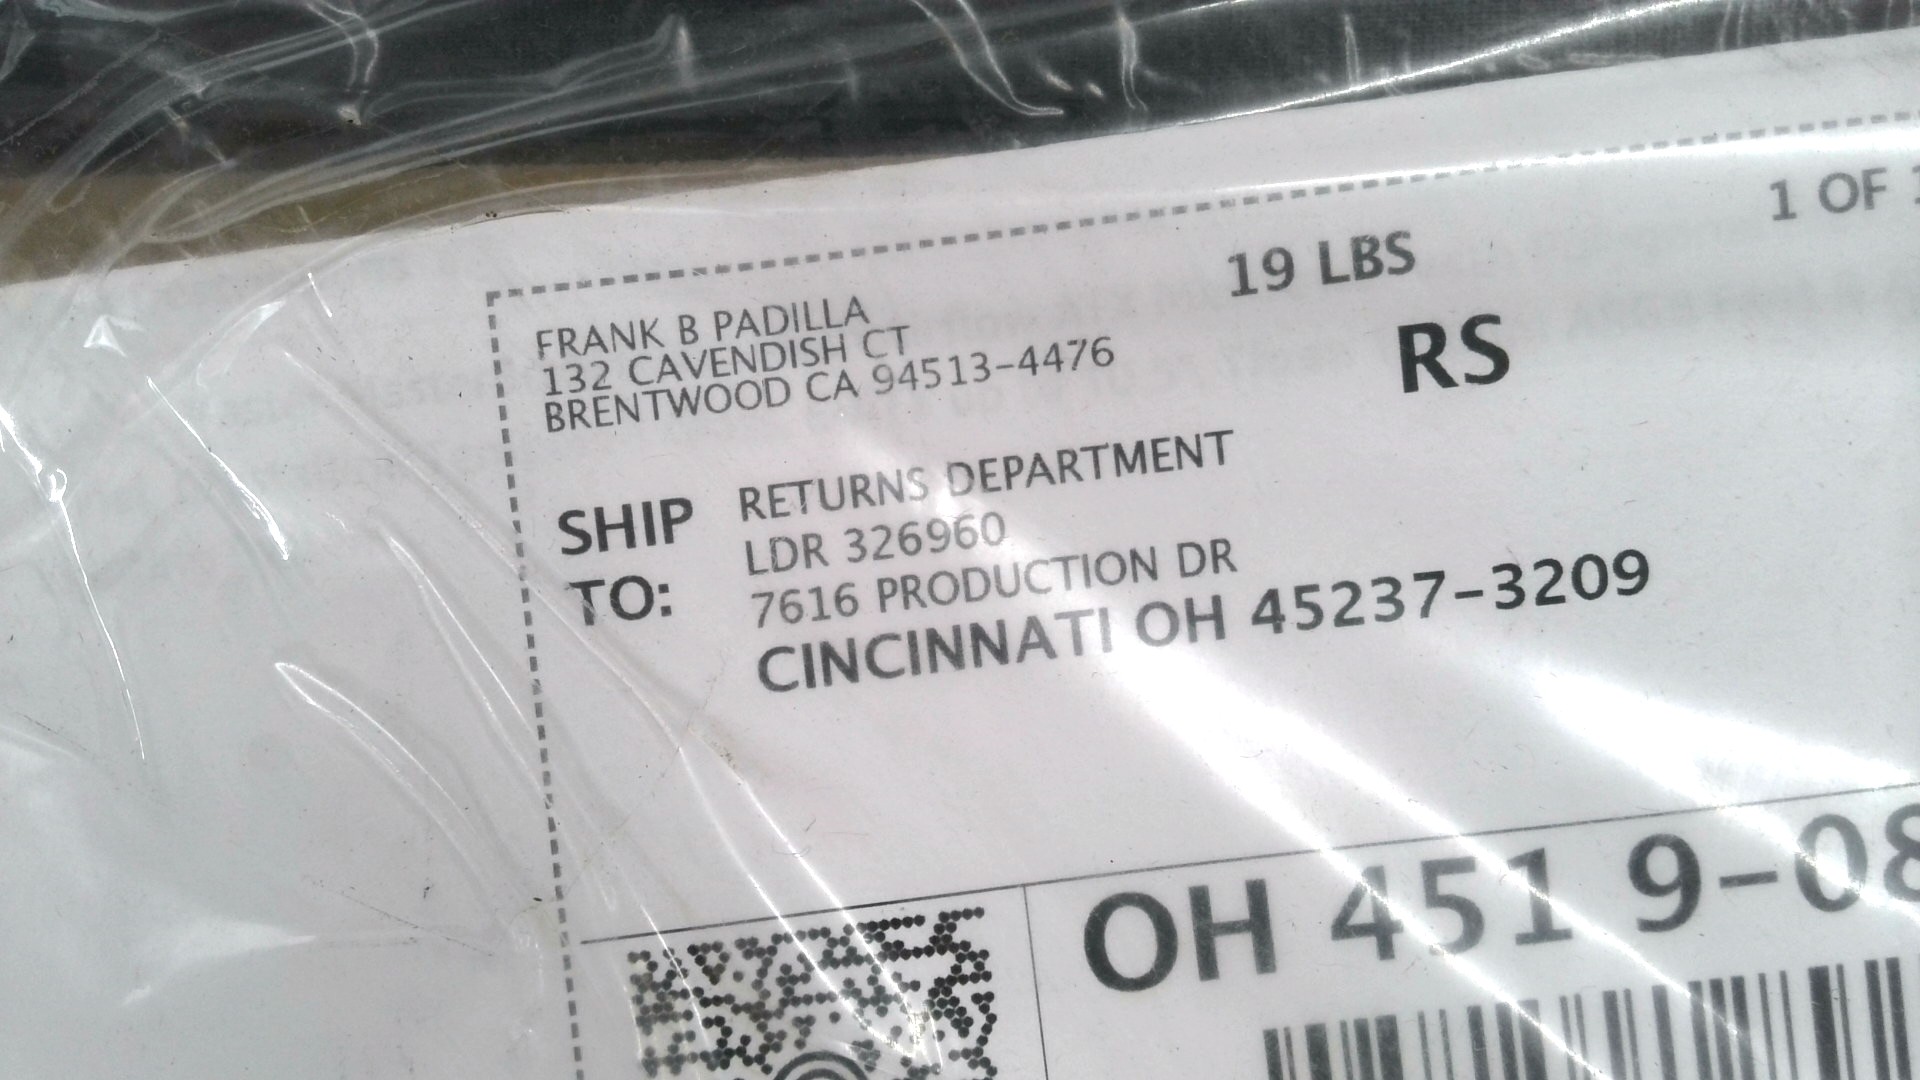 19 LBS
1 OF
RS
FRANK B PADILLA
132 CAVENDISH CT
BRENTWOOD CA 94513-4476
SHIP
TO:
RETURNS DEPARTMENT
LDR 326960
7616 PRODUCTION DR
CINCINNATI OH 45237-3209
OH 451 9-08